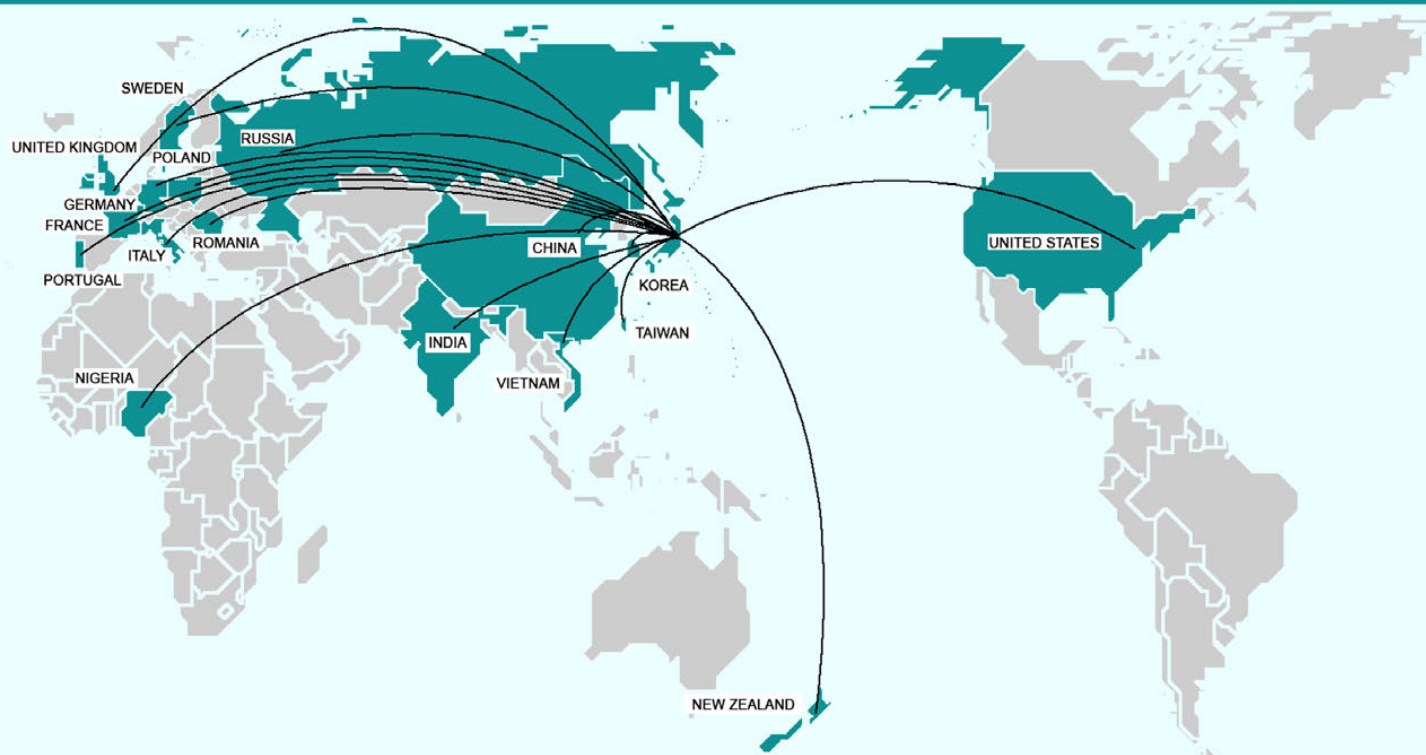 SWEDEN
RUSSIA
UNITED KINGDOM
POLAND
GERMANY
FRANCE
ITALY
ROMANIA
PORTUGAL
CHINA
UNITED STATES
KOREA
TAIWAN
INDIA
VIETNAM
NIGERIA
NEW ZEALAND